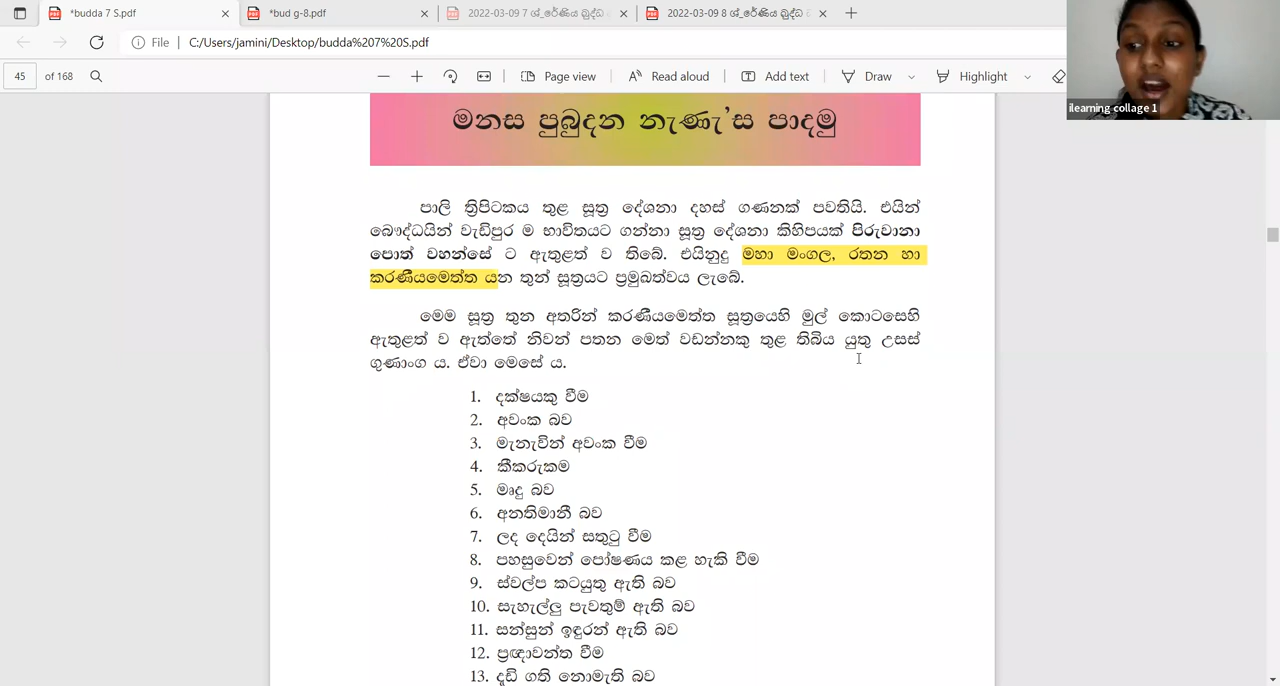 *budda 7 S.pdf
*bud g-8.pdf
2022-03-09 7 ශ්‍රේණිය බුද්ධ
2022-03-09 8 ශ්‍රේණිය බුද්ධ
File
C:/Users/jamini/Desktop/budda%207%20S.pdf
45 of 168
Page view
Read aloud
Add text
Draw
Highlight
ilearning collage 1
මනස පුබුදන නැණැ’ස පාදමු
පාලි ත්‍රිපිටකය තුළ සූත්‍ර දේශනා දහස් ගණනක් පවතියි. එයින්
බෞද්ධයින් වැඩිපුර ම භාවිතයට ගන්නා සූත්‍ර දේශනා කිහිපයක් පිරුවානා
පොත් වහන්සේ ට ඇතුළත් ව තිබේ. එයිනුදු මහා මංගල, රතන හා
කරණීයමෙත්ත යන තුන් සූත්‍රයට ප්‍රමුඛත්වය ලැබේ.
මෙම සූත්‍ර තුන අතරින් කරණීයමෙත්ත සූත්‍රයෙහි මුල් කොටසෙහි
ඇතුළත් ව ඇත්තේ නිවන් පතන මෙත් වඩන්නකු තුළ තිබිය යුතු උසස්
ගුණාංග ය. ඒවා මෙසේ ය.
1. දක්ෂයකු වීම
2. අවංක බව
3. මැනැවින් අවංක වීම
4. කීකරුකම
5. මෘදු බව
6. අනතිමානී බව
7. ලද දෙයින් සතුටු වීම
8. පහසුවෙන් පෝෂණය කළ හැකි වීම
9. ස්වල්ප කටයුතු ඇති බව
10. සැහැල්ලු පැවතුම් ඇති බව
11. සන්සුන් ඉඳුරන් ඇති බව
12. ප්‍රඥාවන්ත වීම
13. දැඩි ගති නොමැති බව